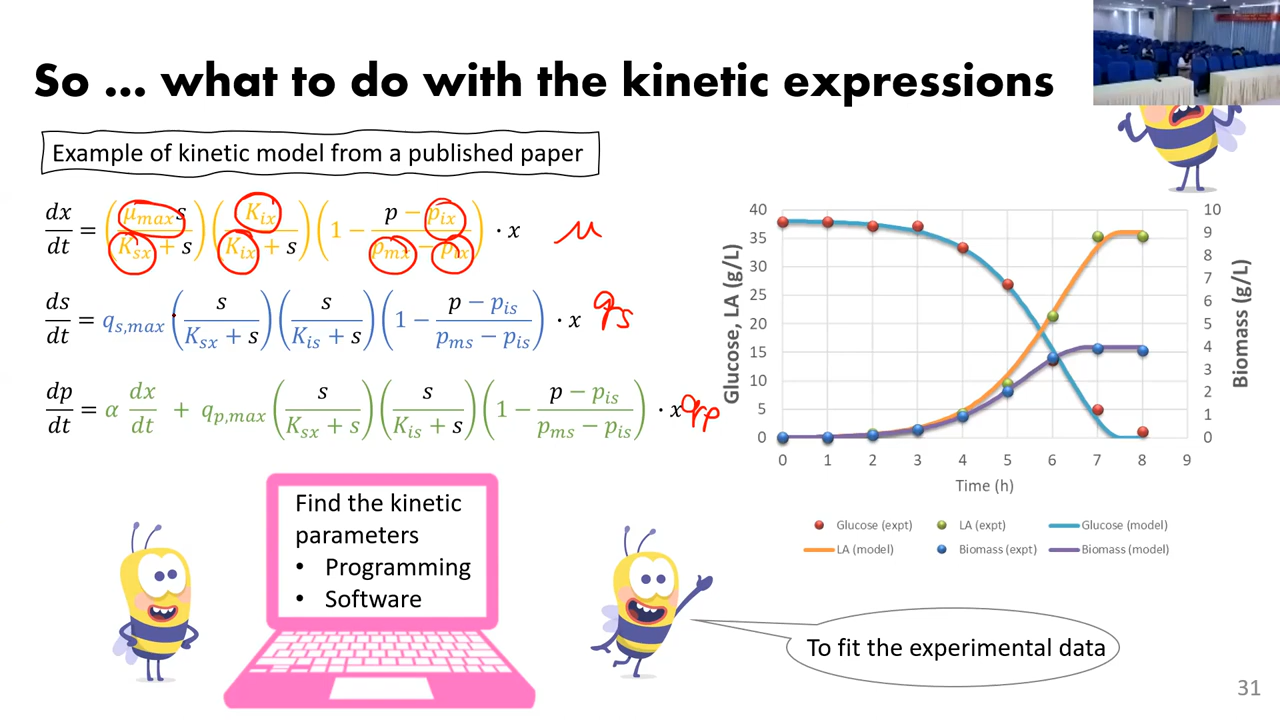 So … what to do with the kinetic expressions
Example of kinetic model from a published paper
dx/dt = (μmax s / Ksx + s)(Kix / Kix + s)(1 − p − pix / pmx − pix) · x μ
ds/dt = qs,max (s / Ksx + s)(s / Kis + s)(1 − p − pis / pms − pis) · x qs
dp/dt = α dx/dt + qp,max (s / Ksx + s)(s / Kis + s)(1 − p − pis / pms − pis) · x qp
Find the kinetic
parameters
• Programming
• Software
Glucose, LA (g/L)
40
35
30
25
20
15
10
5
0
10
9
8
7
6
5
4
3
2
1
0
Biomass (g/L)
0 1 2 3 4 5 6 7 8 9
Time (h)
Glucose (expt) LA (expt) Glucose (model)
LA (model) Biomass (expt) Biomass (model)
To fit the experimental data
31